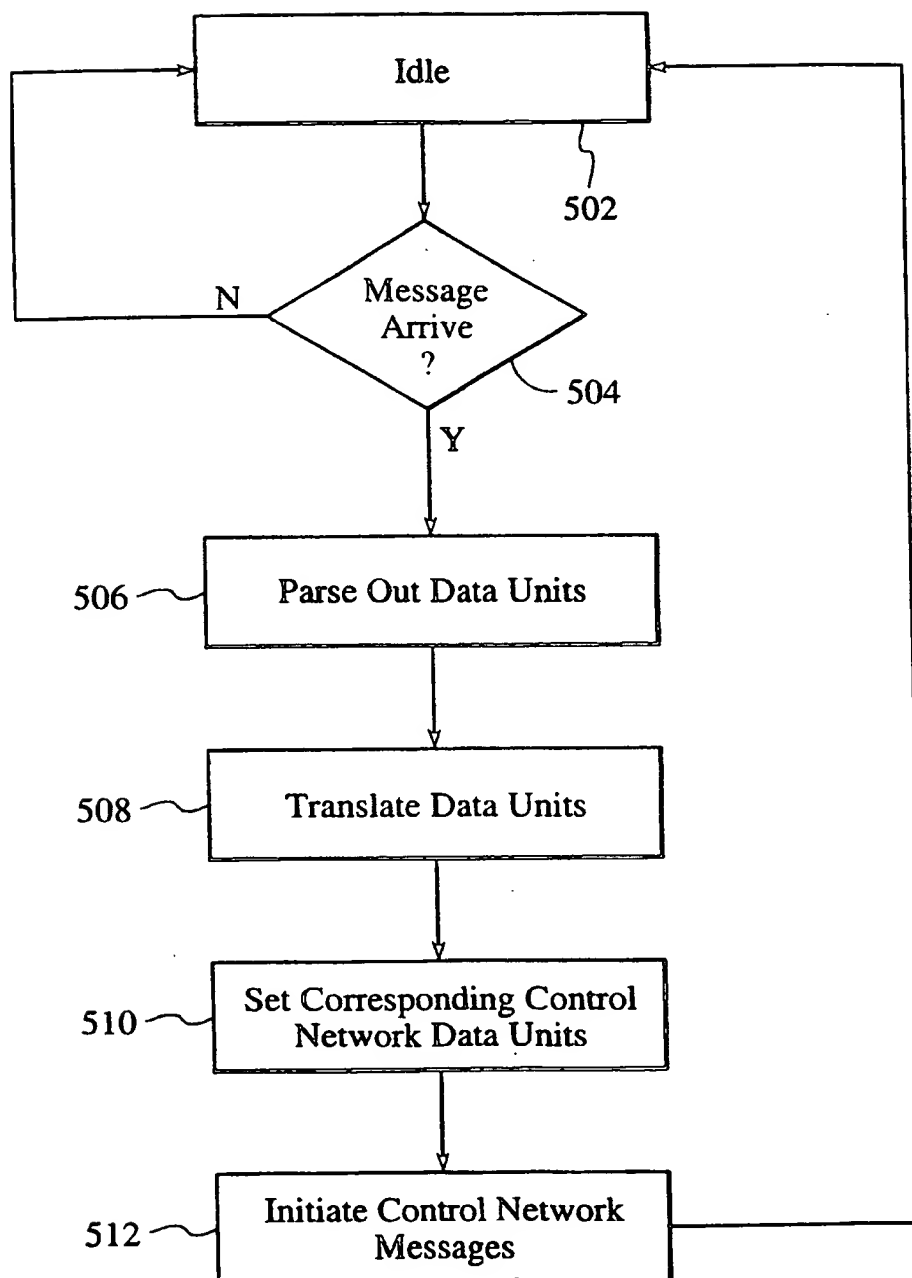 Idle
502
Message
Arrive
?
504
N
Y
506
Parse Out Data Units
508
Translate Data Units
510
Set Corresponding Control
Network Data Units
512
Initiate Control Network
Messages